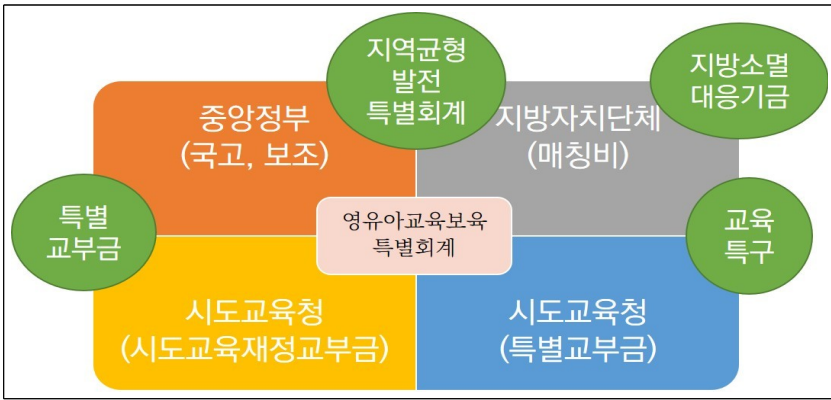 지역균형
발전
특별회계
지방소멸
대응기금
중앙정부
(국고, 보조)
지방자치단체
(매칭비)
특별
교부금
영유아교육보육
특별회계
교육
특구
시도교육청
(시도교육재정교부금)
시도교육청
(특별교부금)